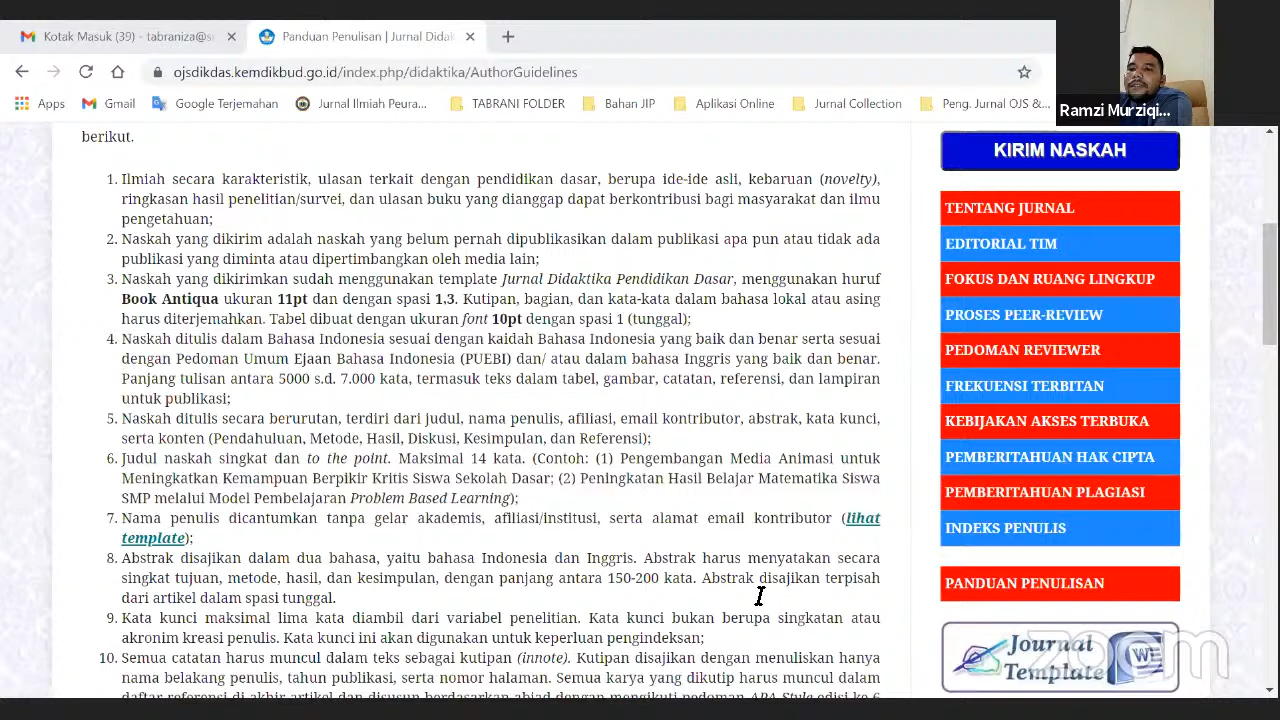 Kotak Masuk (39) - tabraniza@s
Panduan Penulisan | Jurnal Didak
ojsdikdas.kemdikbud.go.id/index.php/didaktika/AuthorGuidelines
Apps Gmail Google Terjemahan Jurnal Ilmiah Peura... TABRANI FOLDER Bahan JIP Aplikasi Online Jurnal Collection Peng. Jurnal OJS &...
Ramzi Murziqi...
berikut.
1. Ilmiah secara karakteristik, ulasan terkait dengan pendidikan dasar, berupa ide-ide asli, kebaruan (novelty),
ringkasan hasil penelitian/survei, dan ulasan buku yang dianggap dapat berkontribusi bagi masyarakat dan ilmu
pengetahuan;
2. Naskah yang dikirim adalah naskah yang belum pernah dipublikasikan dalam publikasi apa pun atau tidak ada
publikasi yang diminta atau dipertimbangkan oleh media lain;
3. Naskah yang dikirimkan sudah menggunakan template Jurnal Didaktika Pendidikan Dasar, menggunakan huruf
Book Antiqua ukuran 11pt dan dengan spasi 1,3. Kutipan, bagian, dan kata-kata dalam bahasa lokal atau asing
harus diterjemahkan. Tabel dibuat dengan ukuran font 10pt dengan spasi 1 (tunggal);
4. Naskah ditulis dalam Bahasa Indonesia sesuai dengan kaidah Bahasa Indonesia yang baik dan benar serta sesuai
dengan Pedoman Umum Ejaan Bahasa Indonesia (PUEBI) dan/ atau dalam bahasa Inggris yang baik dan benar.
Panjang tulisan antara 5000 s.d. 7.000 kata, termasuk teks dalam tabel, gambar, catatan, referensi, dan lampiran
untuk publikasi;
5. Naskah ditulis secara berurutan, terdiri dari judul, nama penulis, afiliasi, email kontributor, abstrak, kata kunci,
serta konten (Pendahuluan, Metode, Hasil, Diskusi, Kesimpulan, dan Referensi);
6. Judul naskah singkat dan to the point. Maksimal 14 kata. (Contoh: (1) Pengembangan Media Animasi untuk
Meningkatkan Kemampuan Berpikir Kritis Siswa Sekolah Dasar; (2) Peningkatan Hasil Belajar Matematika Siswa
SMP melalui Model Pembelajaran Problem Based Learning);
7. Nama penulis dicantumkan tanpa gelar akademis, afiliasi/institusi, serta alamat email kontributor (lihat
template);
8. Abstrak disajikan dalam dua bahasa, yaitu bahasa Indonesia dan Inggris. Abstrak harus menyatakan secara
singkat tujuan, metode, hasil, dan kesimpulan, dengan panjang antara 150-200 kata. Abstrak disajikan terpisah
dari artikel dalam spasi tunggal.
9. Kata kunci maksimal lima kata diambil dari variabel penelitian. Kata kunci bukan berupa singkatan atau
akronim kreasi penulis. Kata kunci ini akan digunakan untuk keperluan pengindeksan;
10. Semua catatan harus muncul dalam teks sebagai kutipan (innote). Kutipan disajikan dengan menuliskan hanya
nama belakang penulis, tahun publikasi, serta nomor halaman. Semua karya yang dikutip harus muncul dalam
daftar referensi di akhir artikel dan disusun berdasarkan abjad dengan mengikuti pedoman APA Style edisi ke 6
KIRIM NASKAH
TENTANG JURNAL
EDITORIAL TIM
FOKUS DAN RUANG LINGKUP
PROSES PEER-REVIEW
PEDOMAN REVIEWER
FREKUENSI TERBITAN
KEBIJAKAN AKSES TERBUKA
PEMBERITAHUAN HAK CIPTA
PEMBERITAHUAN PLAGIASI
INDEKS PENULIS
PANDUAN PENULISAN
Journal
Template
W
zoom